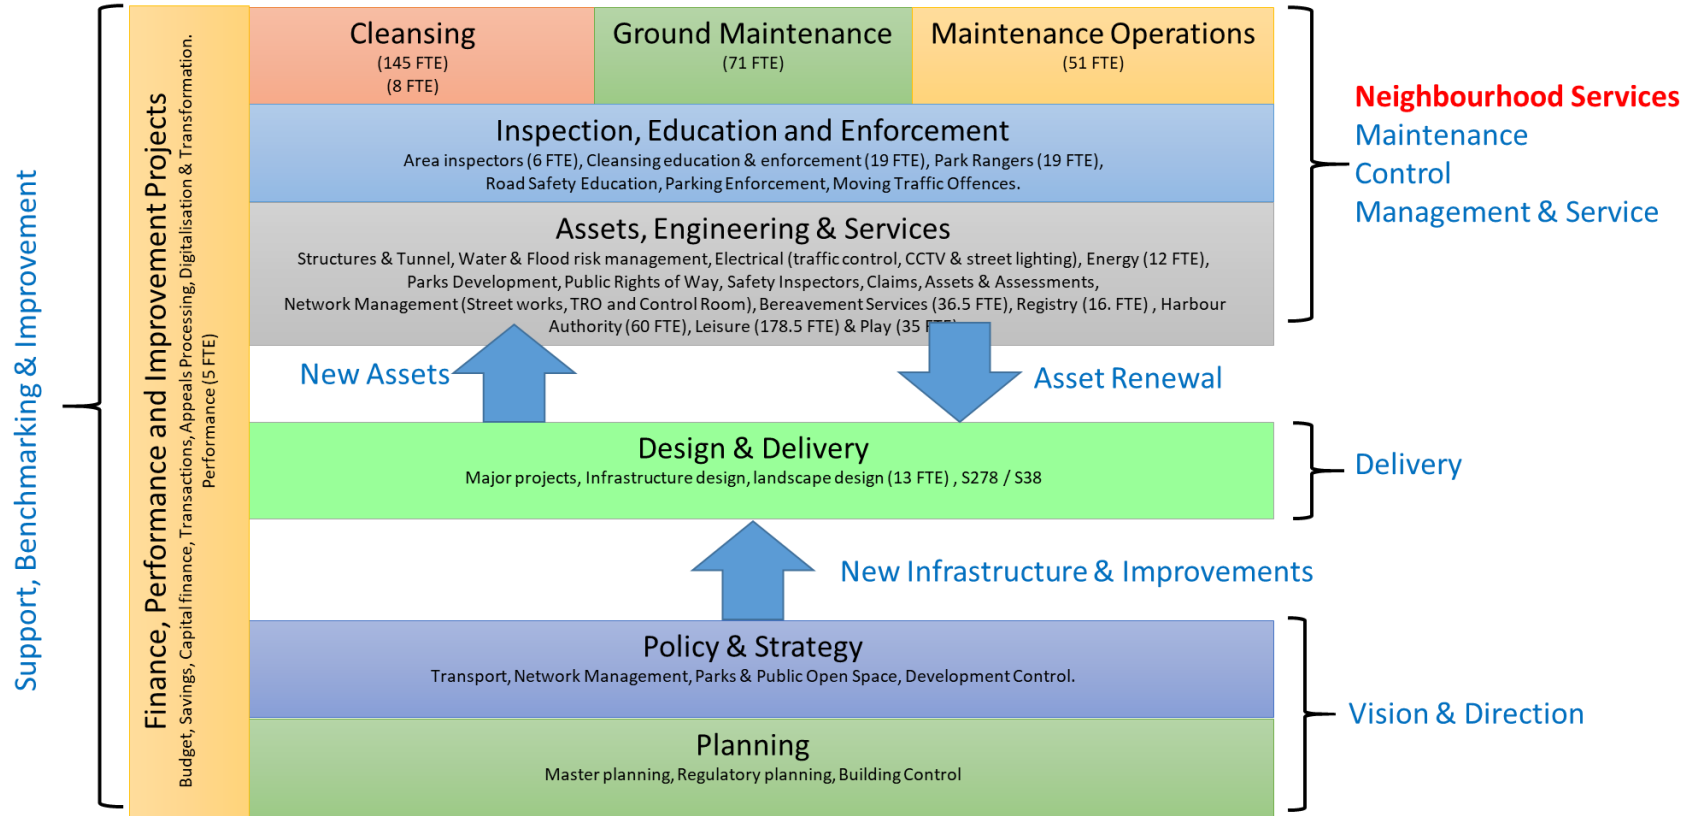 Support, Benchmarking & Improvement
Finance, Performance and Improvement Projects
Budget, Savings, Capital finance, Transactions, Appeals Processing, Digitalisation & Transformation.
Performance (5 FTE)
Cleansing
(145 FTE)
(8 FTE)
Ground Maintenance
(71 FTE)
Maintenance Operations
(51 FTE)
Inspection, Education and Enforcement
Area inspectors (6 FTE), Cleansing education & enforcement (19 FTE), Park Rangers (19 FTE),
Road Safety Education, Parking Enforcement, Moving Traffic Offences.
Assets, Engineering & Services
Structures & Tunnel, Water & Flood risk management, Electrical (traffic control, CCTV & street lighting), Energy (12 FTE),
Parks Development, Public Rights of Way, Safety Inspectors, Claims, Assets & Assessments,
Network Management (Street works, TRO and Control Room), Bereavement Services (36.5 FTE), Registry (16. FTE) , Harbour
Authority (60 FTE), Leisure (178.5 FTE) & Play (35
Neighbourhood Services
Maintenance
Control
Management & Service
New Assets
Asset Renewal
Design & Delivery
Major projects, Infrastructure design, landscape design (13 FTE) , S278 / S38
Delivery
New Infrastructure & Improvements
Policy & Strategy
Transport, Network Management, Parks & Public Open Space, Development Control.
Planning
Master planning, Regulatory planning, Building Control
Vision & Direction